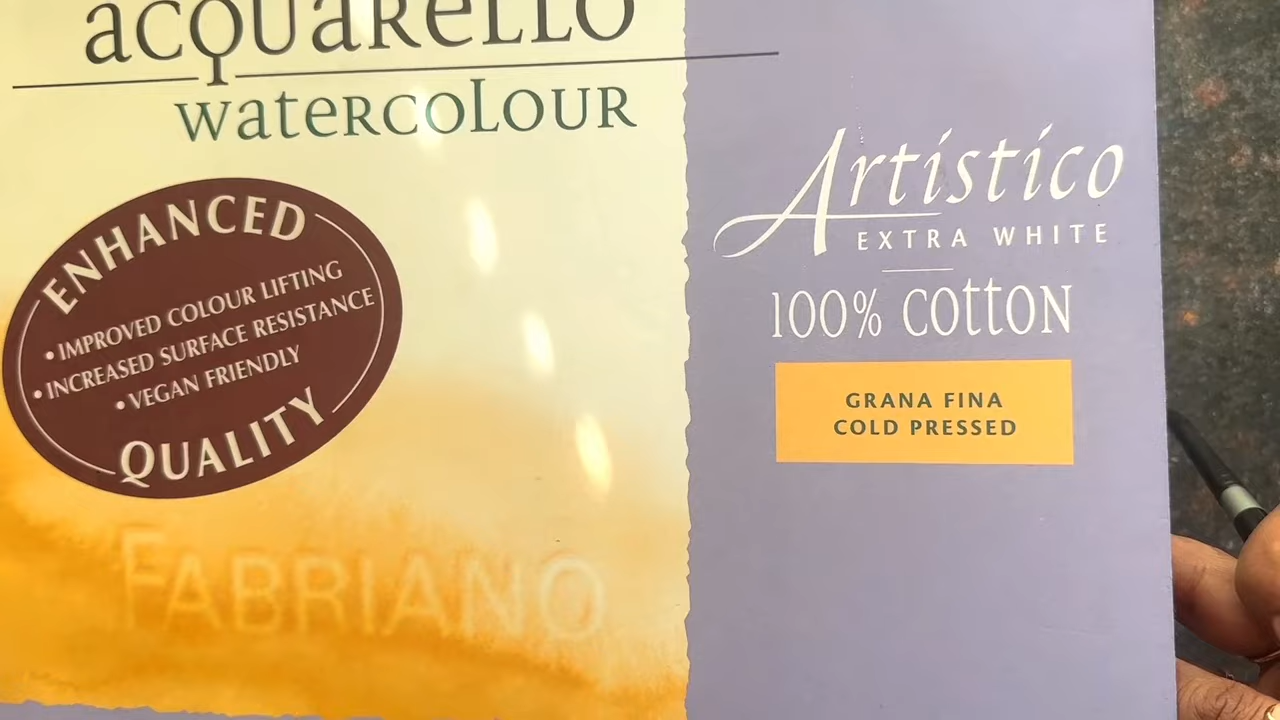 acquarello
watercolour
ENHANCED
• IMPROVED COLOUR LIFTING
• INCREASED SURFACE RESISTANCE
• VEGAN FRIENDLY
QUALITY
FABRIANO
Artistico
EXTRA WHITE
100% cotton
GRANA FINA
COLD PRESSED